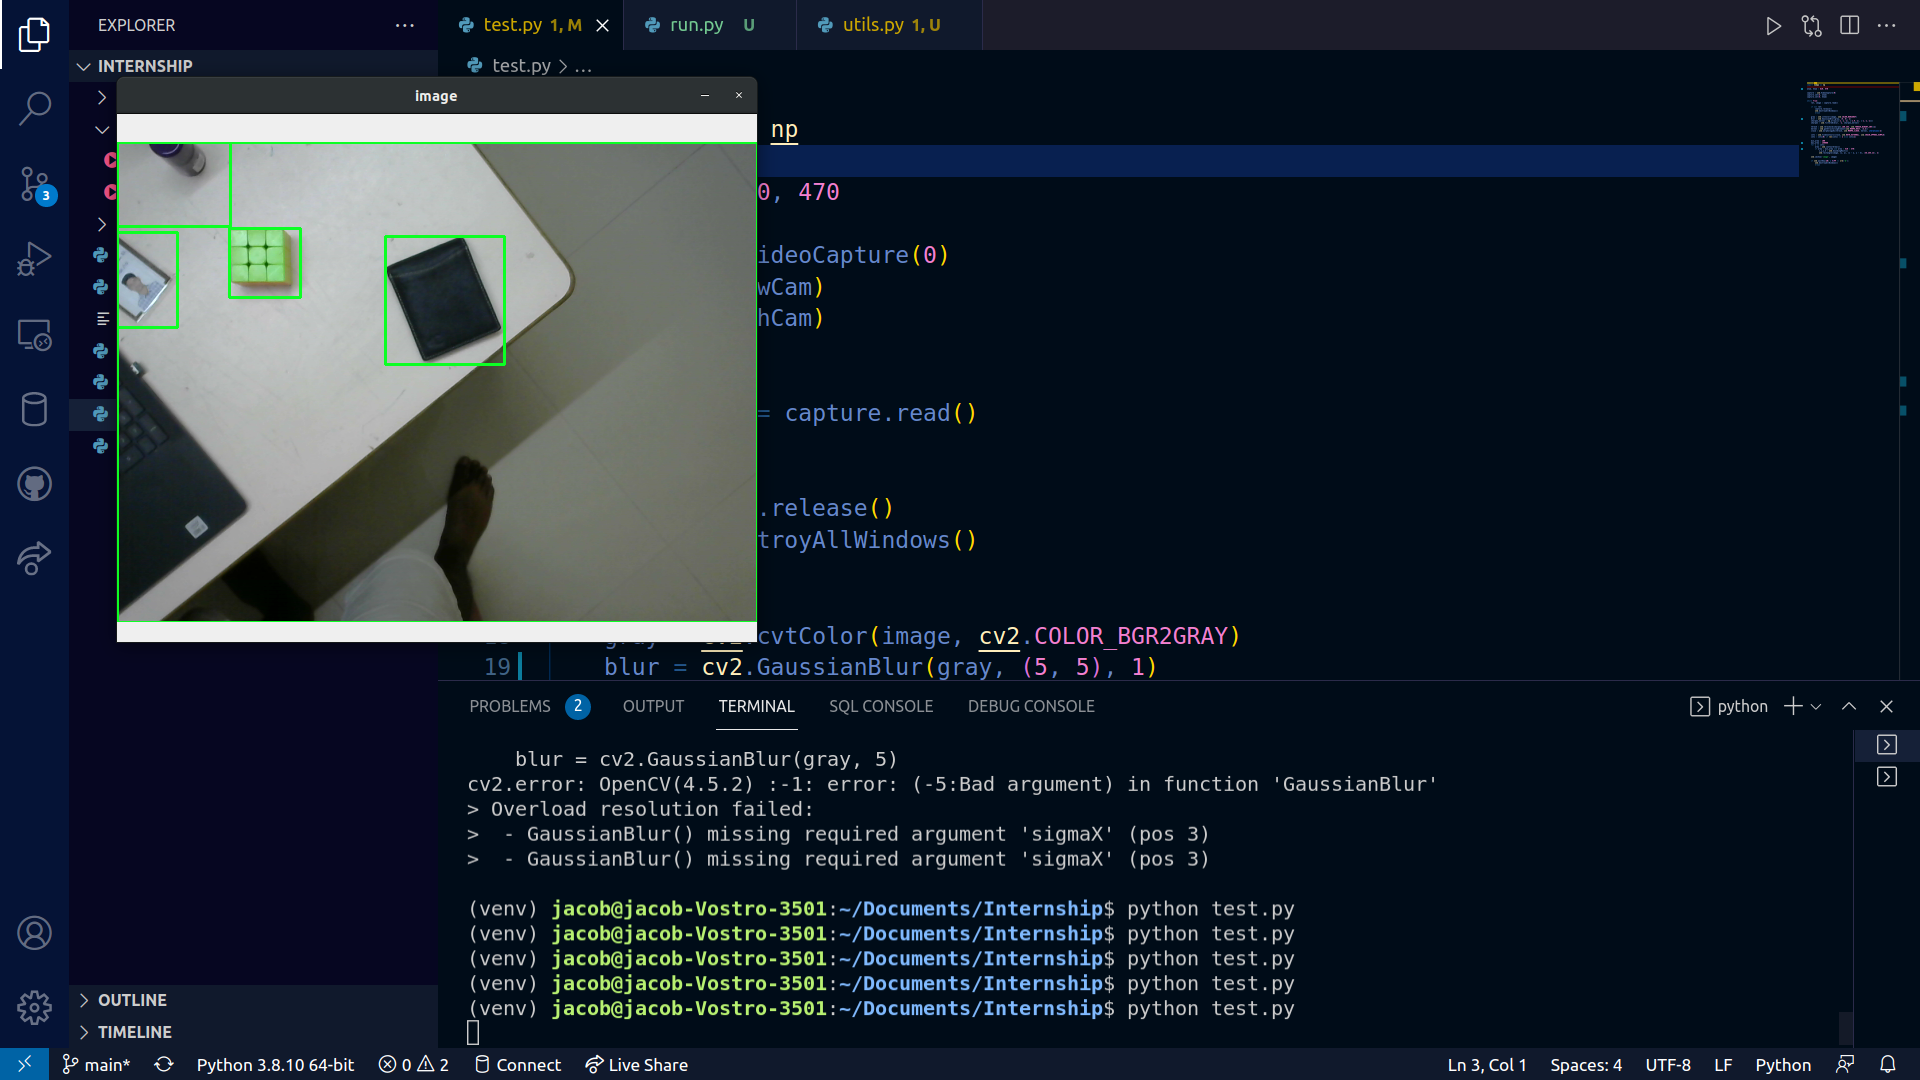 EXPLORER
test.py 1, M
run.py U
utils.py 1, U
INTERNSHIP
test.py > ...
image
np
0, 470
ideoCapture(0)
wCam)
hCam)
= capture.read()
.release()
troyAllWindows()
cvtColor(image, cv2.COLOR_BGR2GRAY)
19 blur = cv2.GaussianBlur(gray, (5, 5), 1)
3
PROBLEMS 2 OUTPUT TERMINAL SQL CONSOLE DEBUG CONSOLE
python
blur = cv2.GaussianBlur(gray, 5)
cv2.error: OpenCV(4.5.2) :-1: error: (-5:Bad argument) in function 'GaussianBlur'
> Overload resolution failed:
>  - GaussianBlur() missing required argument 'sigmaX' (pos 3)
>  - GaussianBlur() missing required argument 'sigmaX' (pos 3)
(venv) jacob@jacob-Vostro-3501:~/Documents/Internship$ python test.py
(venv) jacob@jacob-Vostro-3501:~/Documents/Internship$ python test.py
(venv) jacob@jacob-Vostro-3501:~/Documents/Internship$ python test.py
(venv) jacob@jacob-Vostro-3501:~/Documents/Internship$ python test.py
(venv) jacob@jacob-Vostro-3501:~/Documents/Internship$ python test.py
OUTLINE
TIMELINE
main* Python 3.8.10 64-bit 0 2 Connect Live Share Ln 3, Col 1 Spaces: 4 UTF-8 LF Python